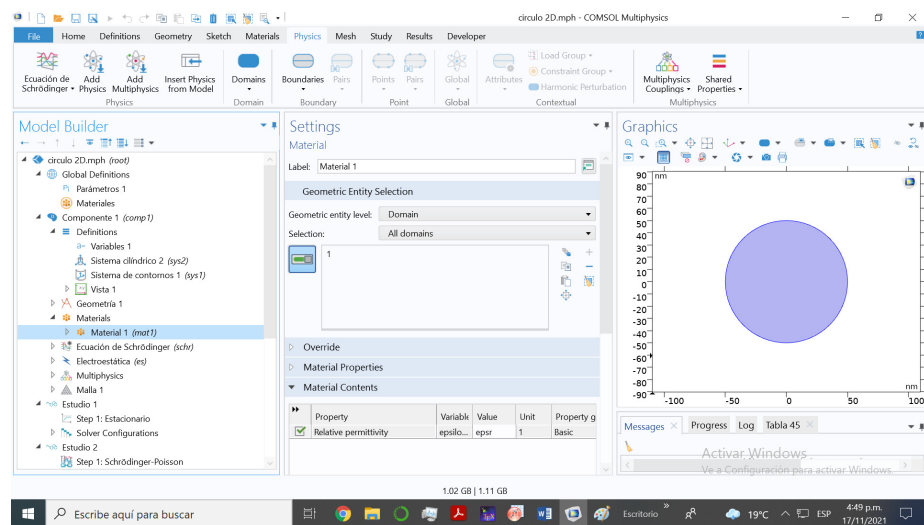 circulo 2D.mph - COMSOL Multiphysics
File Home Definitions Geometry Sketch Materials Physics Mesh Study Results Developer
Ecuación de Schrödinger
Add Physics
Add Multiphysics
Insert Physics from Model
Domains
Boundaries
Pairs
Points
Pairs
Global
Attributes
Load Group
Constraint Group
Harmonic Perturbation
Multiphysics Couplings
Shared Properties
Physics Domain Boundary Point Global Contextual Multiphysics
Model Builder
circulo 2D.mph (root)
Global Definitions
Pi Parámetros 1
Materiales
Componente 1 (comp1)
Definitions
a= Variables 1
Sistema cilíndrico 2 (sys2)
Sistema de contornos 1 (sys1)
Vista 1
Geometría 1
Materials
Material 1 (mat1)
Ecuación de Schrödinger (schr)
Electroestática (es)
Multiphysics
Malla 1
Estudio 1
Step 1: Estacionario
Solver Configurations
Estudio 2
Step 1: Schrödinger-Poisson
Settings
Material
Label: Material 1
Geometric Entity Selection
Geometric entity level: Domain
Selection: All domains
1
Override
Material Properties
Material Contents
Property Variable Value Unit Property g
Relative permittivity epsilo... epsr 1 Basic
Graphics
90 nm
80
70
60
50
40
30
20
10
0
-10
-20
-30
-40
-50
-60
-70
-80
-90
nm
-100 -50 0 50 100
Messages Progress Log Tabla 45
Activar Windows
Ve a Configuración para activar Windows.
1.02 GB | 1.11 GB
Escribe aquí para buscar
Escritorio
19°C
ESP
4:49 p.m.
17/11/2021